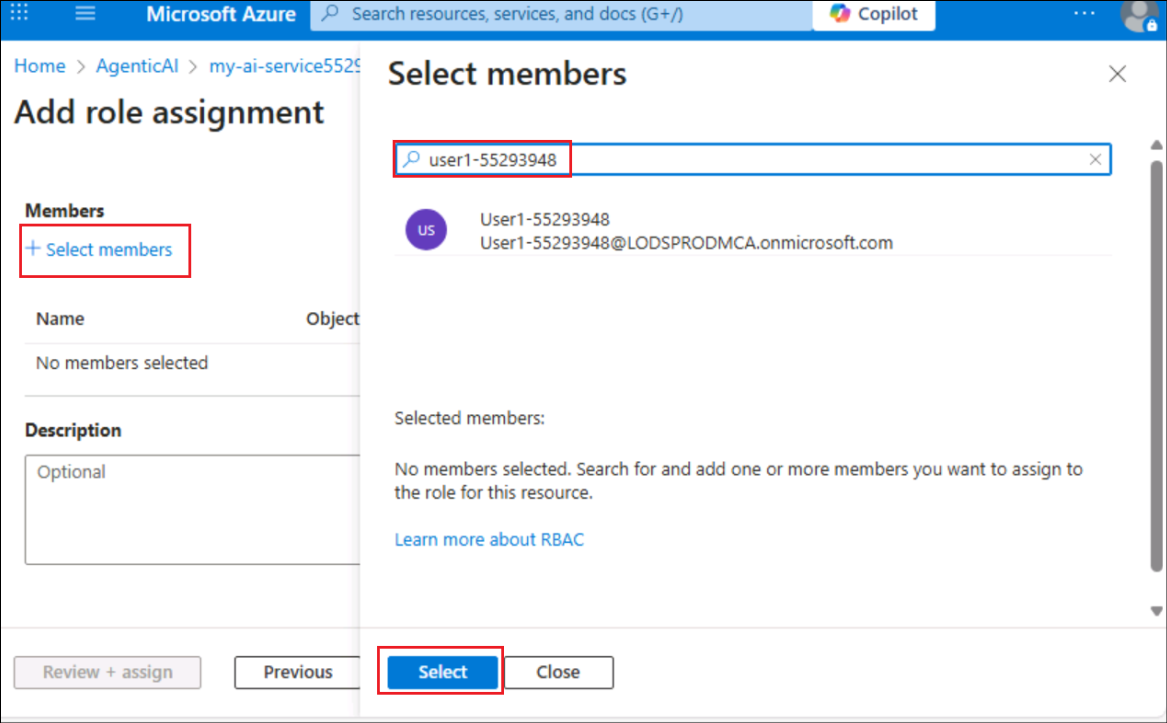 Microsoft Azure
Search resources, services, and docs (G+/)
Copilot
Home > AgenticAI > my-ai-service5529
Add role assignment
Members
+ Select members
Name Object
No members selected
Description
Optional
Review + assign
Previous
Select members
user1-55293948
US
User1-55293948
User1-55293948@LODSPRODMCA.onmicrosoft.com
Selected members:
No members selected. Search for and add one or more members you want to assign to
the role for this resource.
Learn more about RBAC
Select
Close